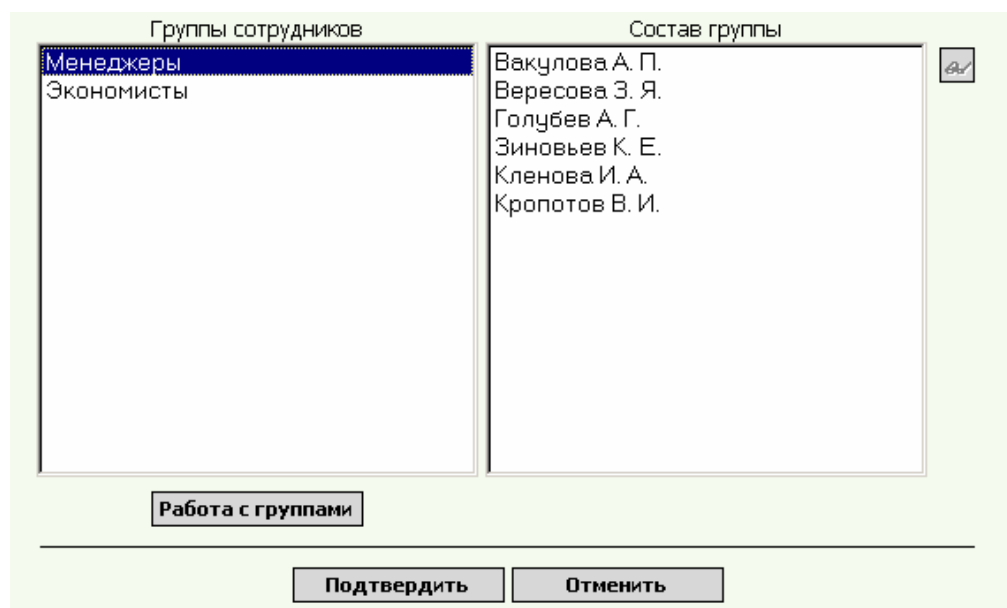 Группы сотрудников
Состав группы
Менеджеры
Экономисты
Вакулова А. П.
Вересова З. Я.
Голубев А. Г.
Зиновьев К. Е.
Кленова И. А.
Кропотов В. И.
Работа с группами
Подтвердить
Отменить